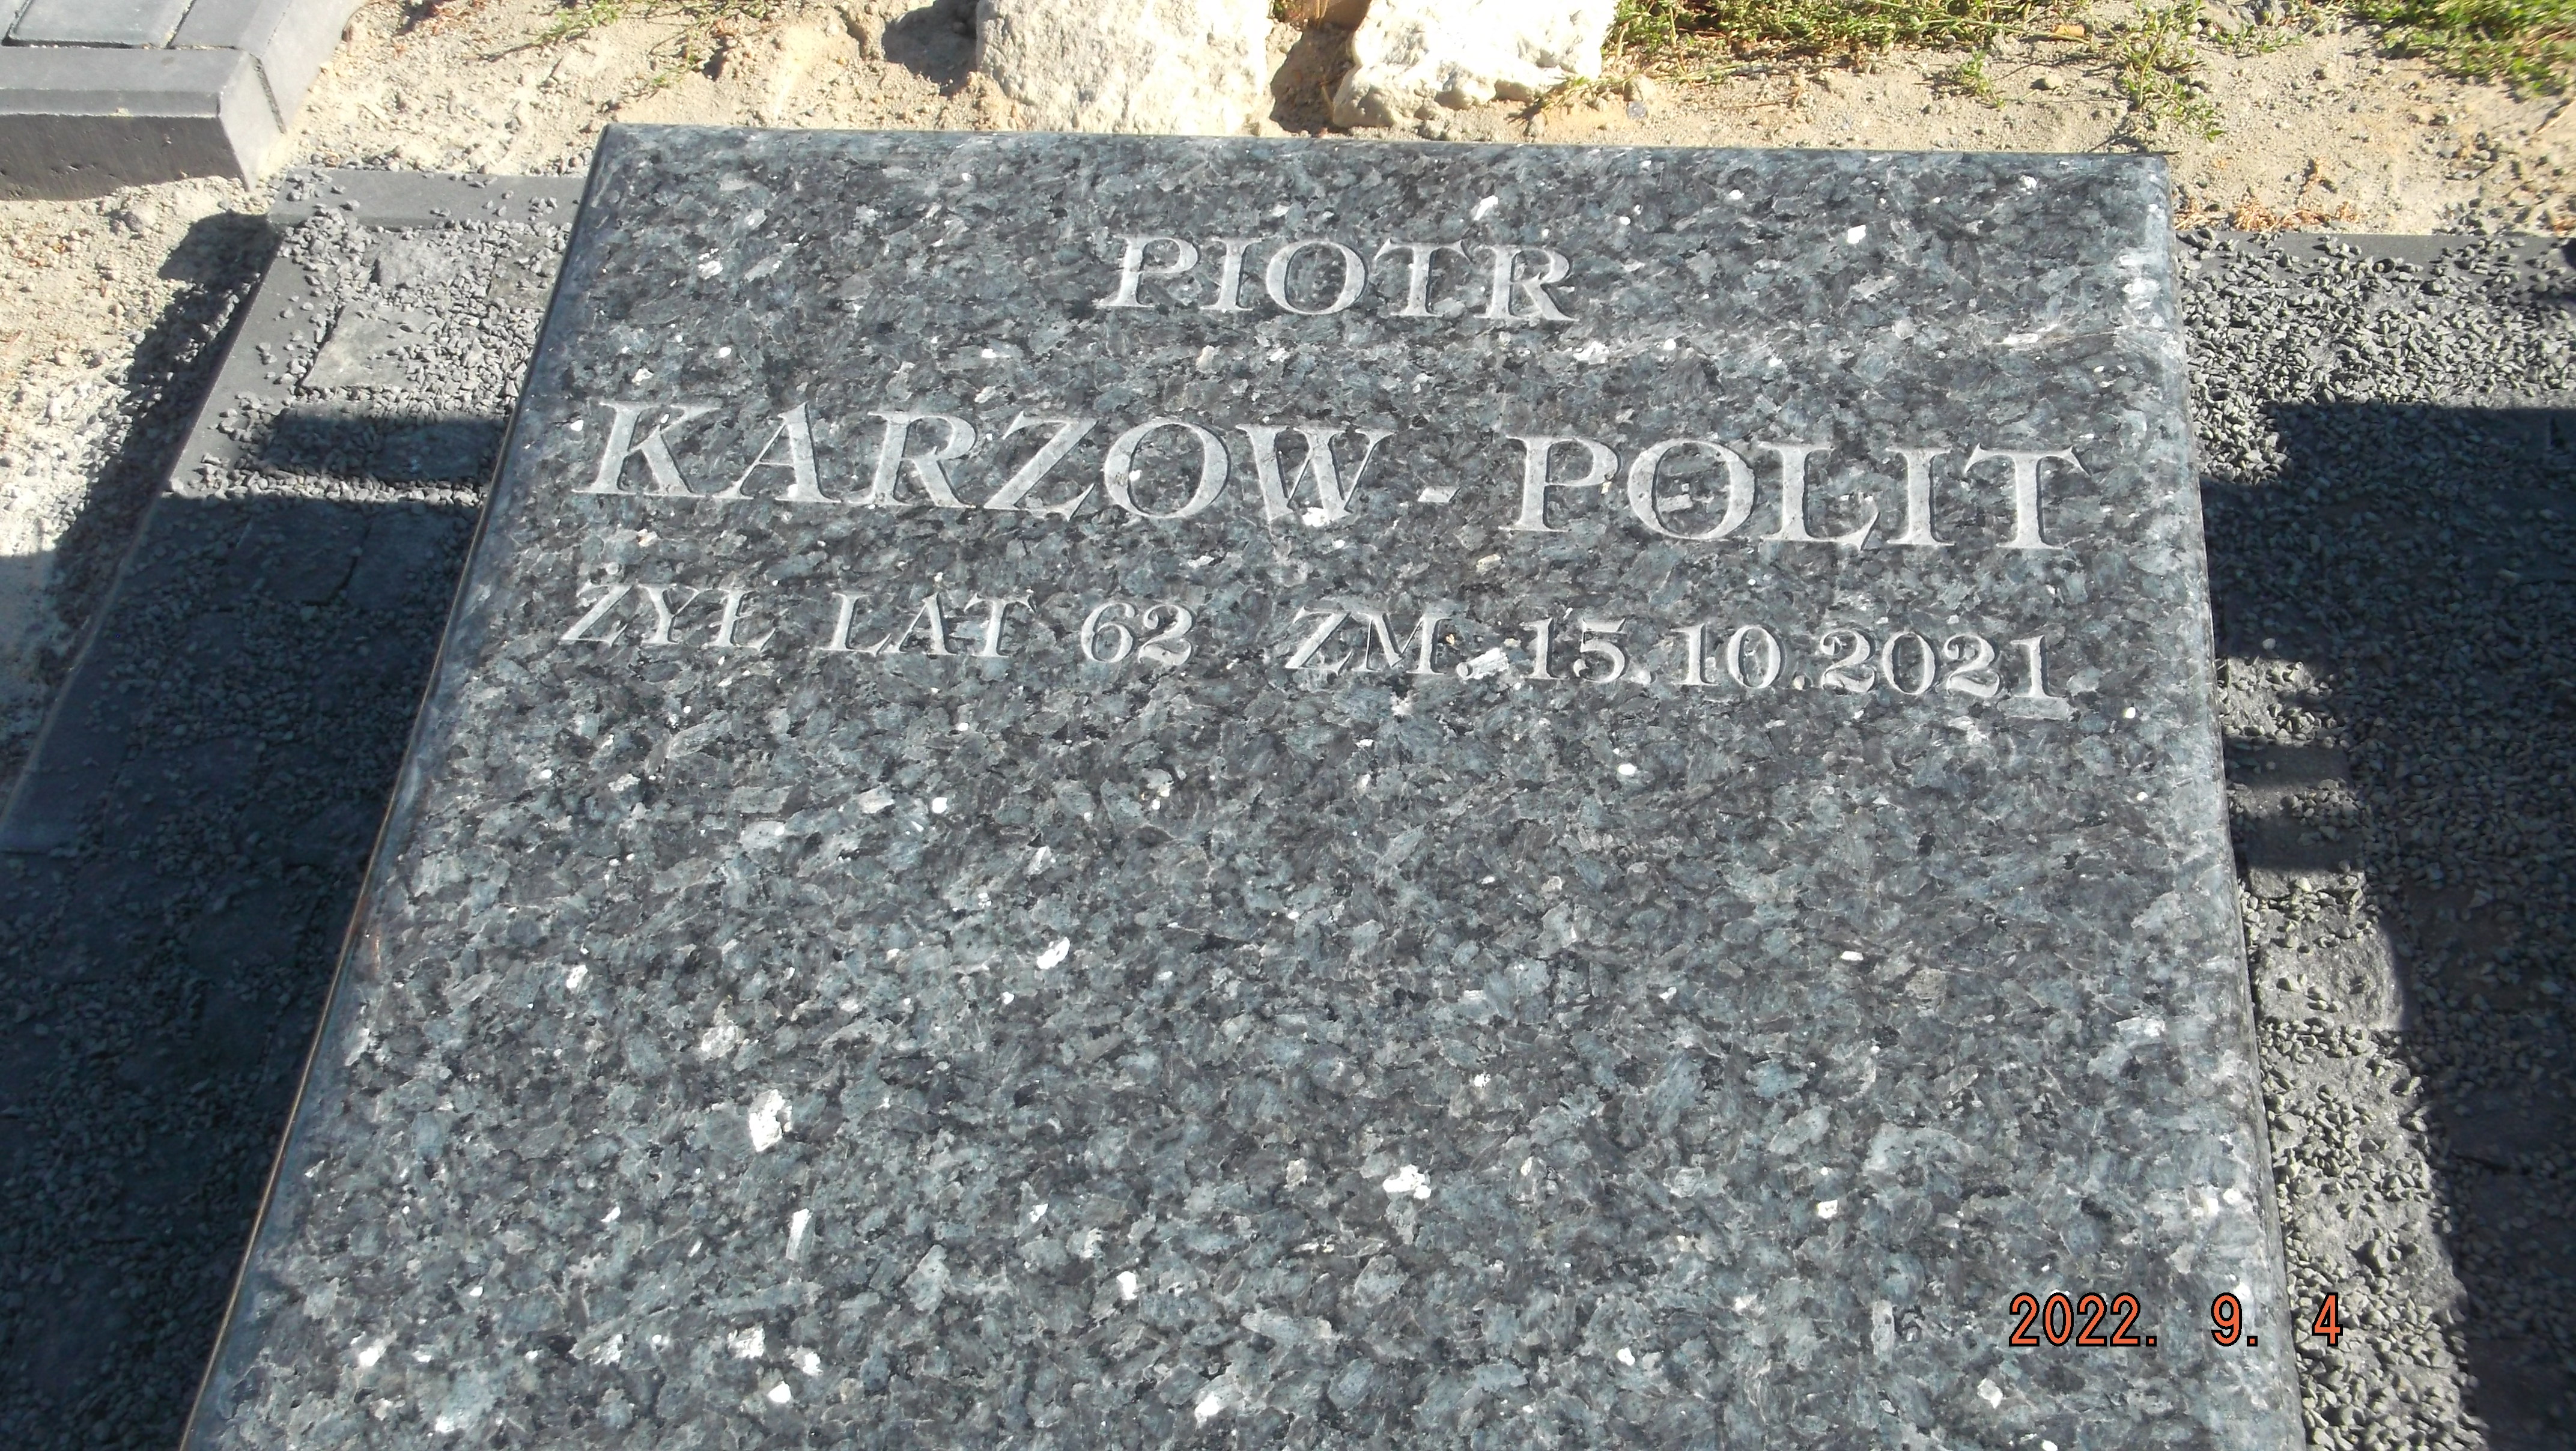 PIOTR
KARZOW - POLIT
ŻYŁ LAT 62 ZM. 15.10.2021
2022. 9. 4